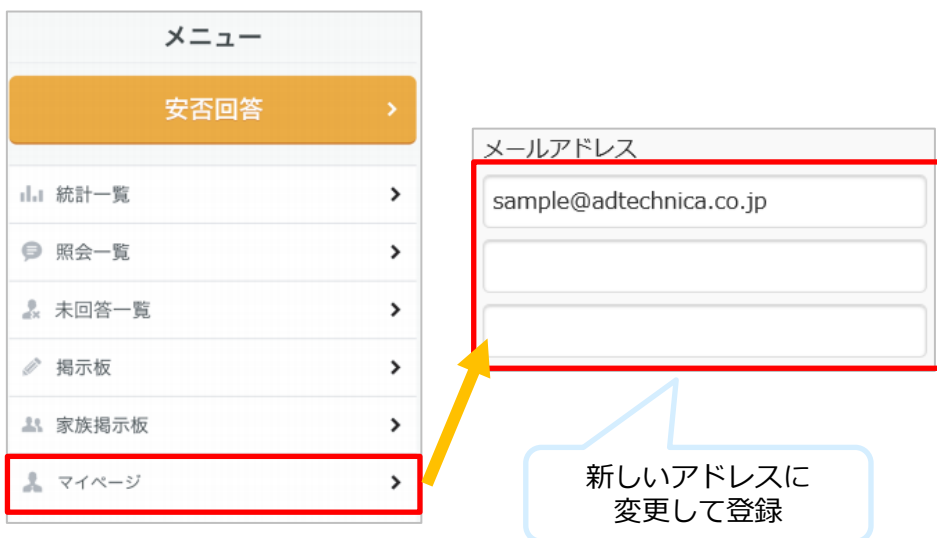 メニュー
安否回答
統計一覧
照会一覧
未回答一覧
掲示板
家族掲示板
マイページ
メールアドレス
sample@adtechnica.co.jp
新しいアドレスに
変更して登録